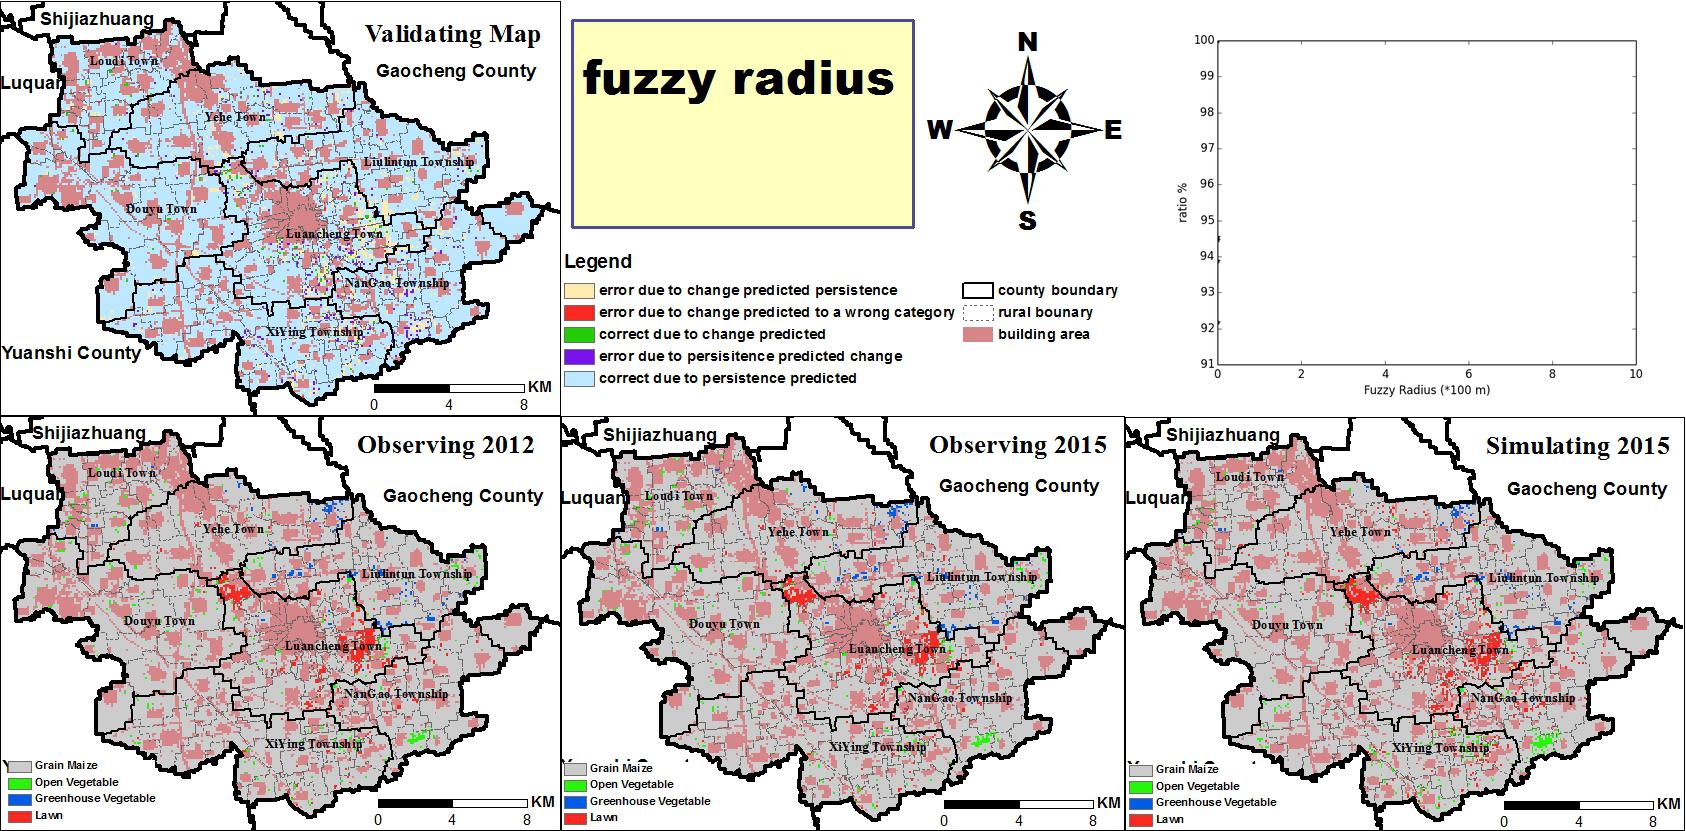 Shijiazhuang
Validating Map
Gaocheng County
Luquan
Loudi Town
Yehe Town
Liulintun Township
Douyu Town
Luancheng Town
NanGao Township
XiYing Township
Yuanshi County
KM
0 4 8
fuzzy radius
N
W E
S
Legend
error due to change predicted persistence
error due to change predicted to a wrong category
correct due to change predicted
error due to persisitence predicted change
correct due to persistence predicted
county boundary
rural bounary
building area
100
99
98
97
96
95
94
93
92
91
ratio %
0 2 4 6 8 10
Fuzzy Radius (*100 m)
Shijiazhuang
Observing 2012
Gaocheng County
Luquan
Loudi Town
Yehe Town
Liulintun Township
Douyu Town
Luancheng Town
NanGao Township
XiYing Township
Grain Maize
Open Vegetable
Greenhouse Vegetable
Lawn
KM
0 4 8
Shijiazhuang
Observing 2015
Gaocheng County
Luquan
Loudi Town
Yehe Town
Liulintun Township
Douyu Town
Luancheng Town
NanGao Township
XiYing Township
Grain Maize
Open Vegetable
Greenhouse Vegetable
Lawn
KM
0 4 8
Shijiazhuang
Simulating 2015
Gaocheng County
Luquan
Loudi Town
Yehe Town
Liulintun Township
Douyu Town
Luancheng Town
NanGao Township
XiYing Township
Grain Maize
Open Vegetable
Greenhouse Vegetable
Lawn
KM
0 4 8